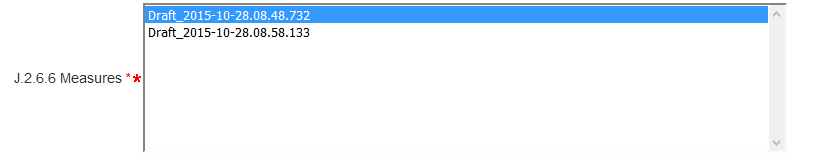 Draft_2015-10-28.08.48.732
Draft_2015-10-28.08.58.133
J.2.6.6 Measures **